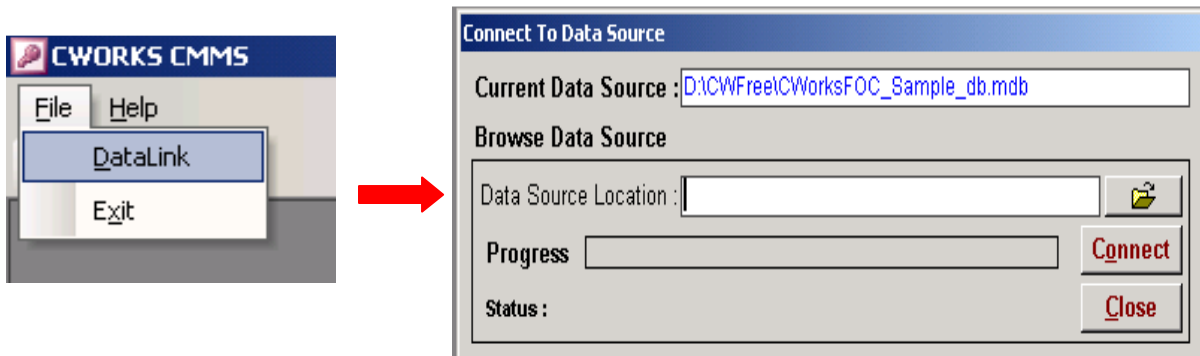 CWORKS CMMS
File Help
DataLink
Exit
Connect To Data Source
Current Data Source : D:\CWFree\CWorksFOC_Sample_db.mdb
Browse Data Source
Data Source Location :
Progress
Connect
Status :
Close